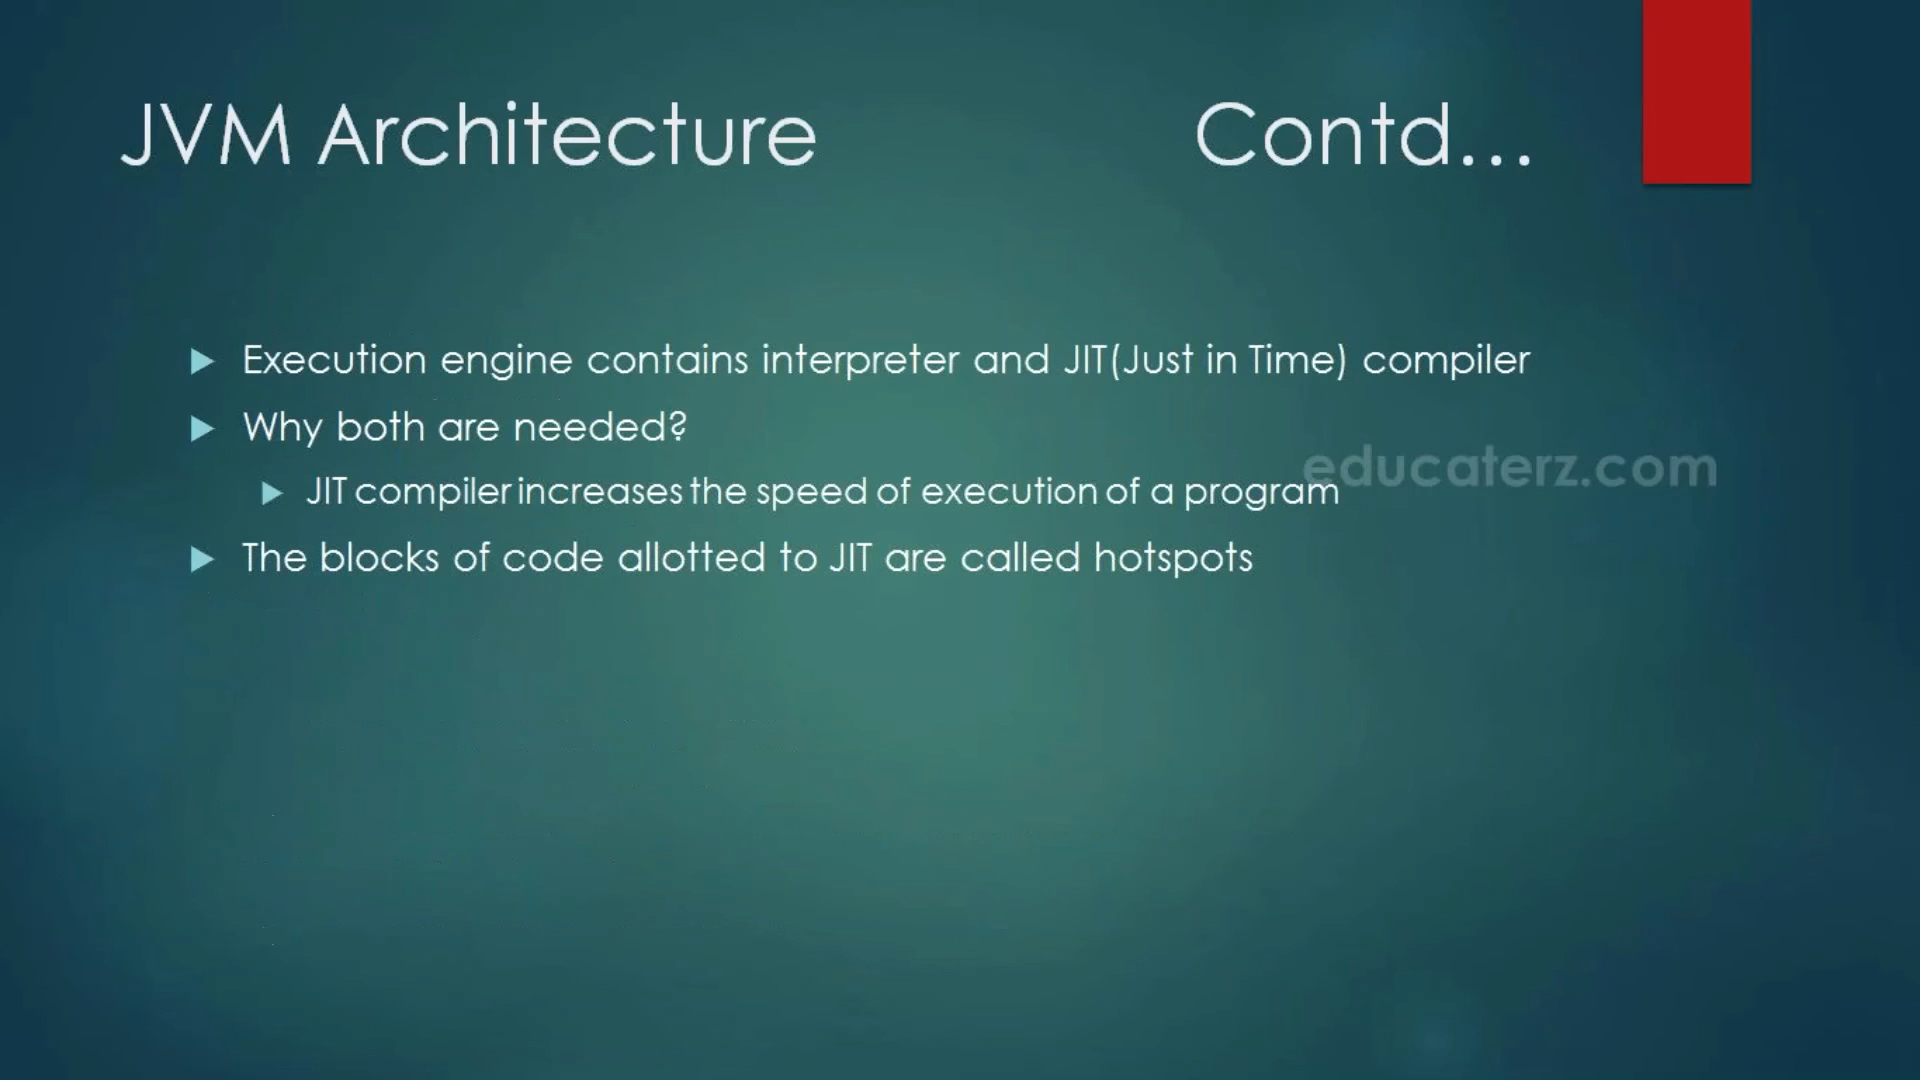 JVM Architecture Contd...
Execution engine contains interpreter and JIT(Just in Time) compiler
Why both are needed?
educaterz.com
JIT compiler increases the speed of execution of a program
The blocks of code allotted to JIT are called hotspots